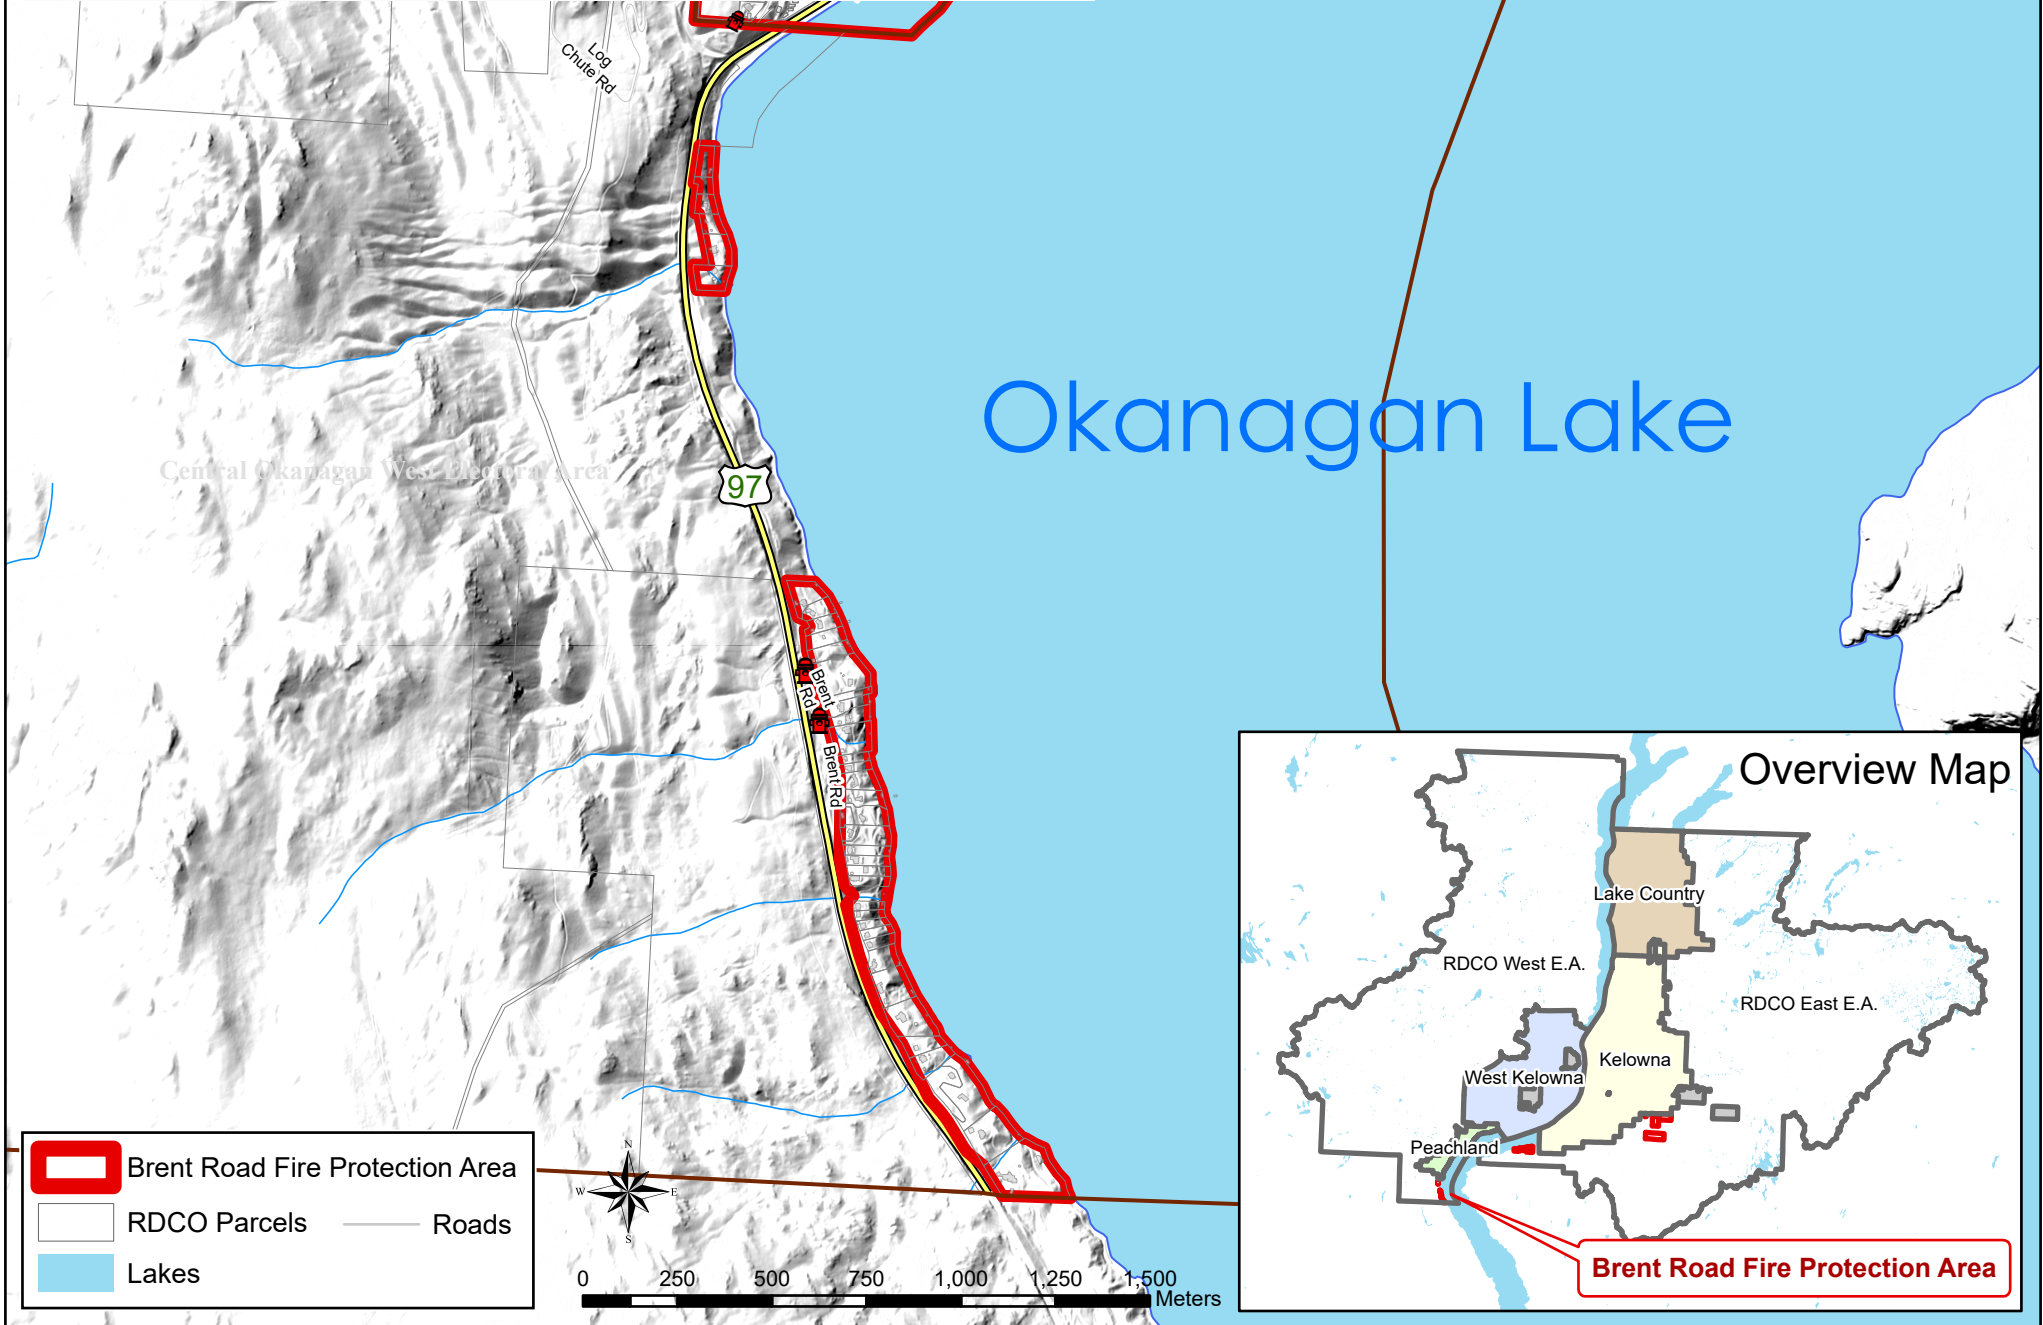 Log
Chute Rd
Okanagan Lake
Central Okanagan West Electoral Area
97
Brent
Rd
Brent Rd
Overview Map
Lake Country
RDCO West E.A.
RDCO East E.A.
Kelowna
West Kelowna
Peachland
Brent Road Fire Protection Area
Brent Road Fire Protection Area
RDCO Parcels
Roads
Lakes
N
W
E
S
0 250 500 750 1,000 1,250 1,500
Meters